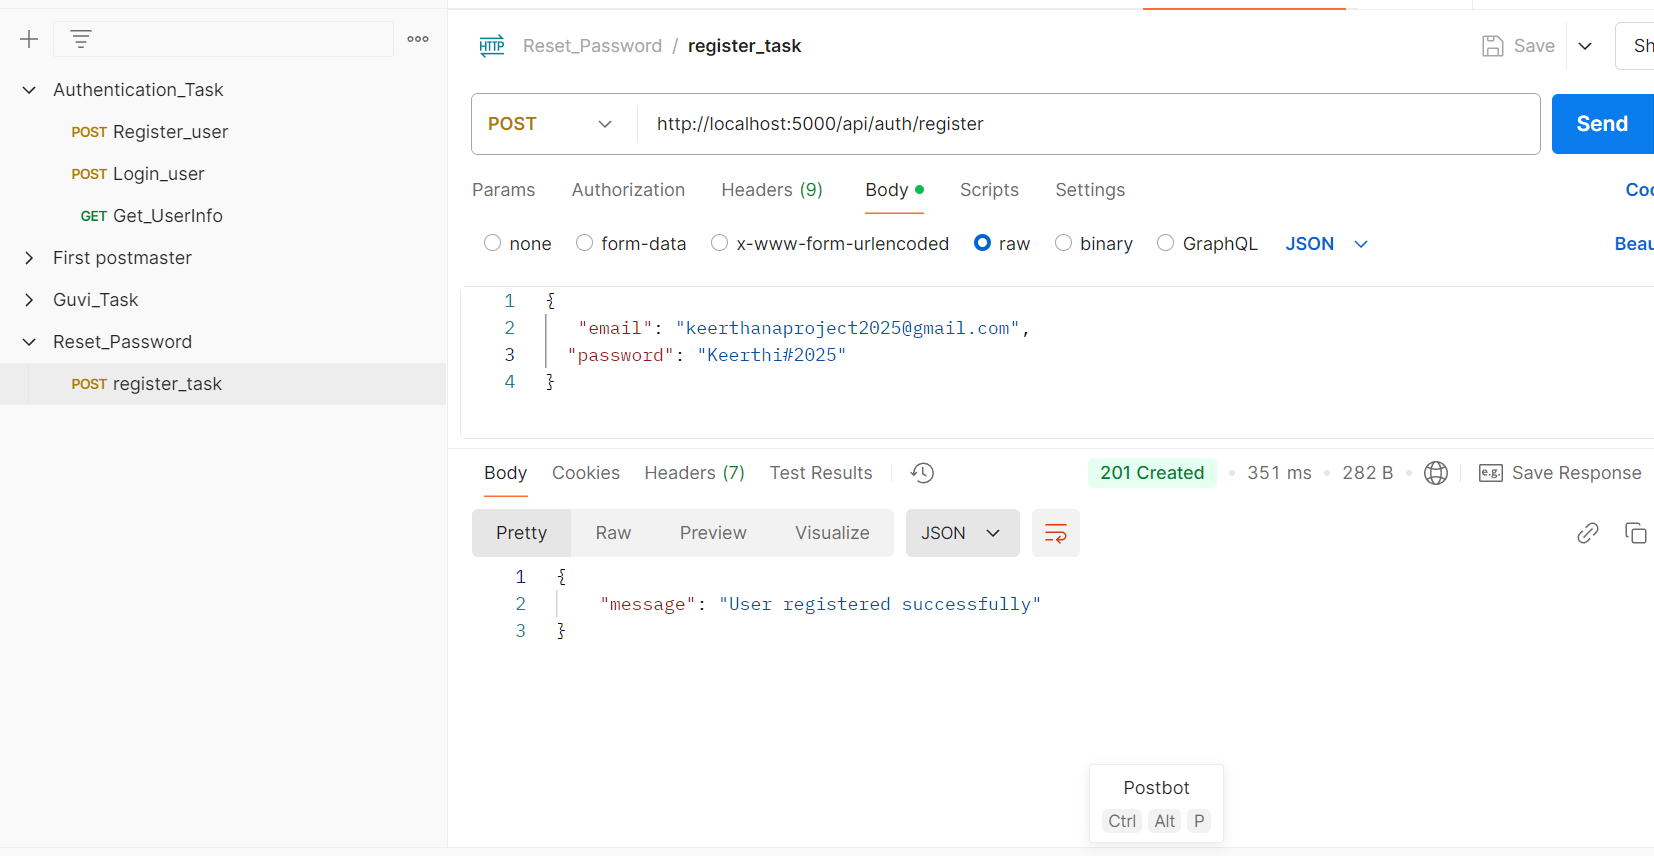 Authentication_Task
POST Register_user
POST Login_user
GET Get_UserInfo
First postmaster
Guvi_Task
Reset_Password
POST register_task
HTTP Reset_Password / register_task
Save
Sh
POST http://localhost:5000/api/auth/register
Send
Params Authorization Headers (9) Body Scripts Settings
Coo
none form-data x-www-form-urlencoded raw binary GraphQL JSON
Beau
1 {
2 "email": "keerthanaproject2025@gmail.com",
3 "password": "Keerthi#2025"
4 }
Body Cookies Headers (7) Test Results
201 Created 351 ms 282 B e.g. Save Response
Pretty Raw Preview Visualize JSON
1 {
2 "message": "User registered successfully"
3 }
Postbot
Ctrl Alt P